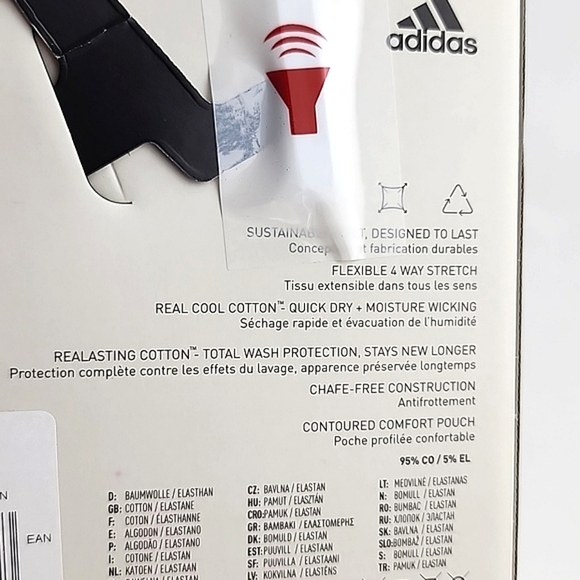 adidas
DESIGNED TO LAST
fabrication durables
FLEXIBLE 4 WAY STRETCH
Tissu extensible dans tous les sens
REAL COOL COTTON™- QUICK DRY + MOISTURE WICKING
Séchage rapide et évacuation de l'humidité
REALASTING COTTON™- TOTAL WASH PROTECTION, STAYS NEW LONGER
Protection complète contre les effets du lavage, apparence préservée longtemps
CHAFE-FREE CONSTRUCTION
Antifrottement
CONTOURED COMFORT POUCH
Poche profilée confortable
95% CO / 5% EL
D: BAUMWOLLE / ELASTHAN
GB: COTTON / ELASTANE
F: COTON / ÉLASTHANNE
E: ALGODON / ELASTANO
P: ALGODÃO / ELASTANO
I: COTONE / ELASTAN
NL: KATOEN / ELASTAAN
CZ: BAVLNA / ELASTAN
HU: PAMUT / ELASZTÁN
CRO: PAMUK / ELASTAN
GR: ΒΑΜΒΑΚΙ / ΕΛΑΣΤΟΜΕΡΗΣ
DK: BOMULD / ELASTAN
EST: PUUVILL / ELASTAAN
SF: PUUVILLA / ELASTAANI
LV: KOKVILNA / ELASTĒNS
LT: MEDVILNĖ / ELASTANAS
N: BOMULL / ELASTAN
RO: BUMBAC / ELASTAN
RU: ХЛОПОК / ЭЛАСТАН
SK: BAVLNA / ELASTAN
SLO: BOMBAŽ / ELASTAN
S: BOMULL / ELASTAN
TR: PAMUK / ELASTAN
EAN